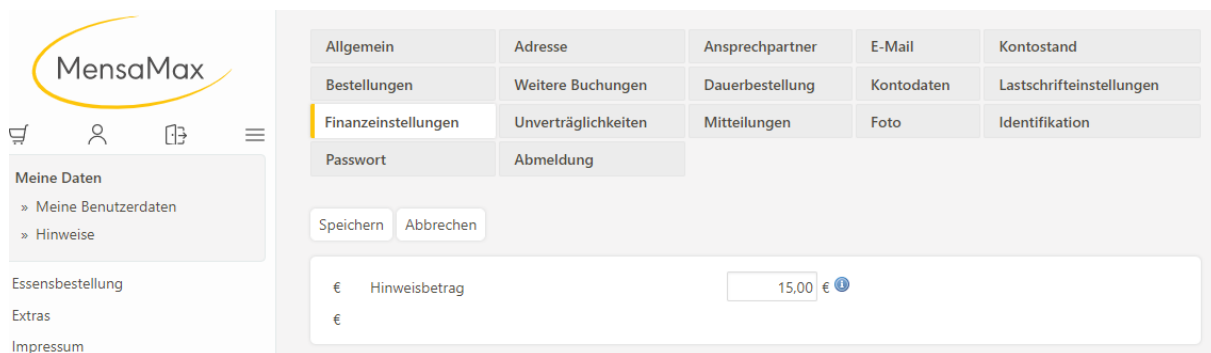 MensaMax
Meine Daten
» Meine Benutzerdaten
» Hinweise
Essensbestellung
Extras
Impressum
Allgemein Adresse Ansprechpartner E-Mail Kontostand
Bestellungen Weitere Buchungen Dauerbestellung Kontodaten Lastschrifteinstellungen
Finanzeinstellungen Unverträglichkeiten Mitteilungen Foto Identifikation
Passwort Abmeldung
Speichern Abbrechen
€ Hinweisbetrag 15,00 €
€